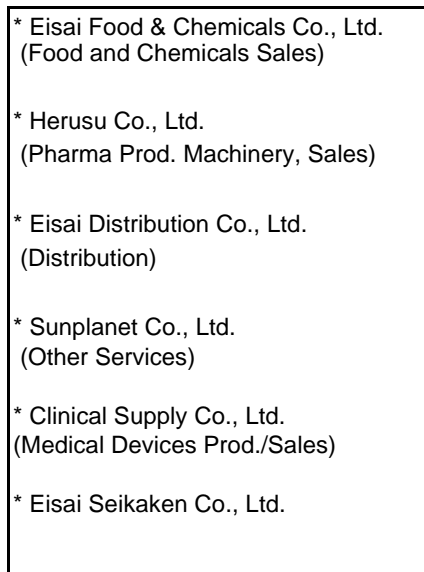 * Eisai Food & Chemicals Co., Ltd.
(Food and Chemicals Sales)
* Herusu Co., Ltd.
(Pharma Prod. Machinery, Sales)
* Eisai Distribution Co., Ltd.
(Distribution)
* Sunplanet Co., Ltd.
(Other Services)
* Clinical Supply Co., Ltd.
(Medical Devices Prod./Sales)
* Eisai Seikaken Co., Ltd.